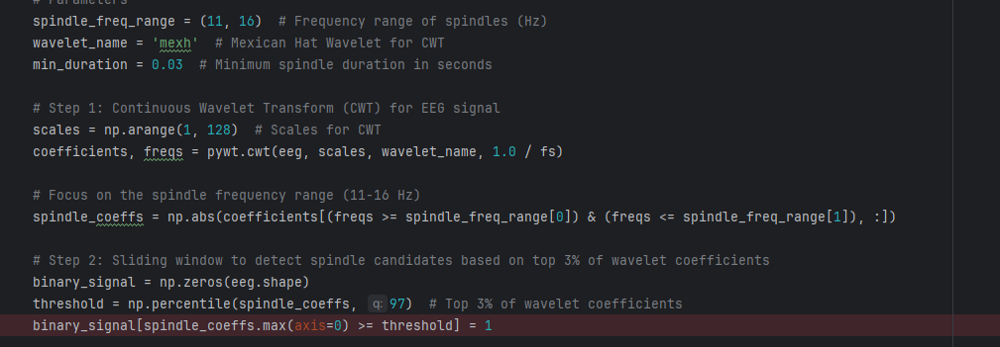 # Parameters
spindle_freq_range = (11, 16)  # Frequency range of spindles (Hz)
wavelet_name = 'mexh'  # Mexican Hat Wavelet for CWT
min_duration = 0.03  # Minimum spindle duration in seconds
# Step 1: Continuous Wavelet Transform (CWT) for EEG signal
scales = np.arange(1, 128)  # Scales for CWT
coefficients, freqs = pywt.cwt(eeg, scales, wavelet_name, 1.0 / fs)
# Focus on the spindle frequency range (11-16 Hz)
spindle_coeffs = np.abs(coefficients[(freqs >= spindle_freq_range[0]) & (freqs <= spindle_freq_range[1]), :])
# Step 2: Sliding window to detect spindle candidates based on top 3% of wavelet coefficients
binary_signal = np.zeros(eeg.shape)
threshold = np.percentile(spindle_coeffs, q: 97)  # Top 3% of wavelet coefficients
binary_signal[spindle_coeffs.max(axis=0) >= threshold] = 1